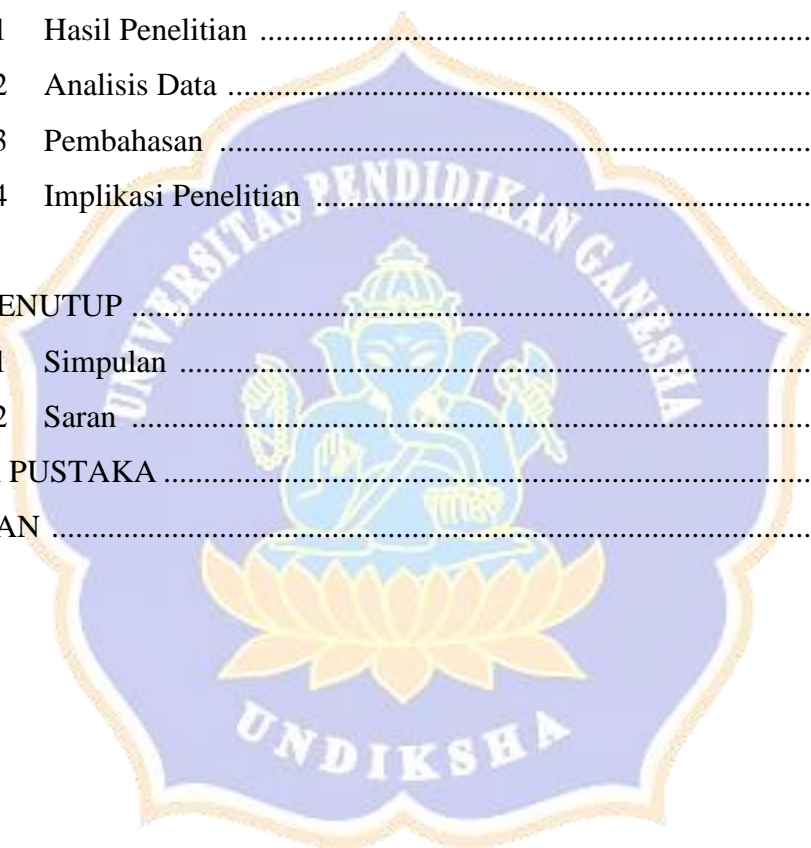 1 Hasil Penelitian ................................................................
2 Analisis Data ................................................................
3 Pembahasan ................................................................
4 Implikasi Penelitian ................................................................
UNIVERSITAS PENDIDIKAN GANESHA
ENUTUP ................................................................
1 Simpulan ................................................................
2 Saran ................................................................
PUSTAKA ................................................................
AN ................................................................
UNDIKSHA